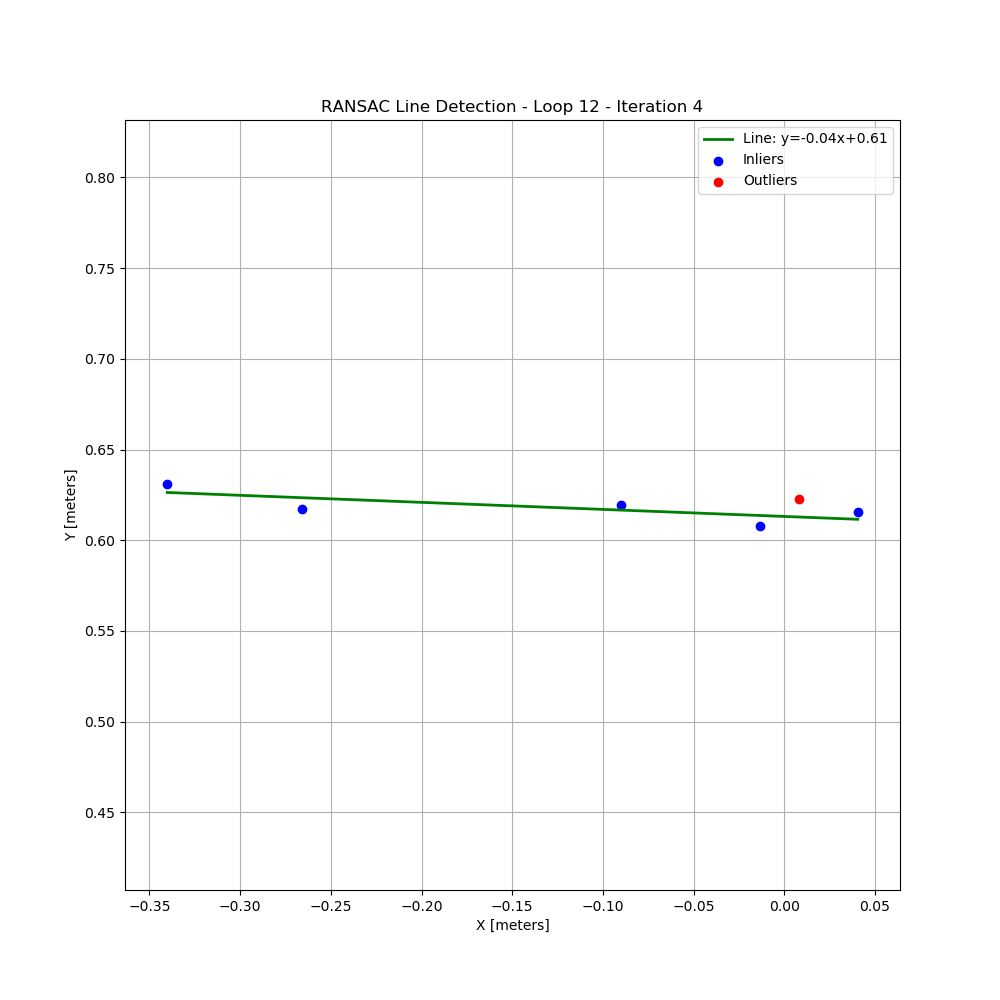 RANSAC Line Detection - Loop 12 - Iteration 4
Line: y=-0.04x+0.61
Inliers
Outliers
0.80
0.75
0.70
0.65
0.60
0.55
0.50
0.45
Y [meters]
−0.35 −0.30 −0.25 −0.20 −0.15 −0.10 −0.05 0.00 0.05
X [meters]